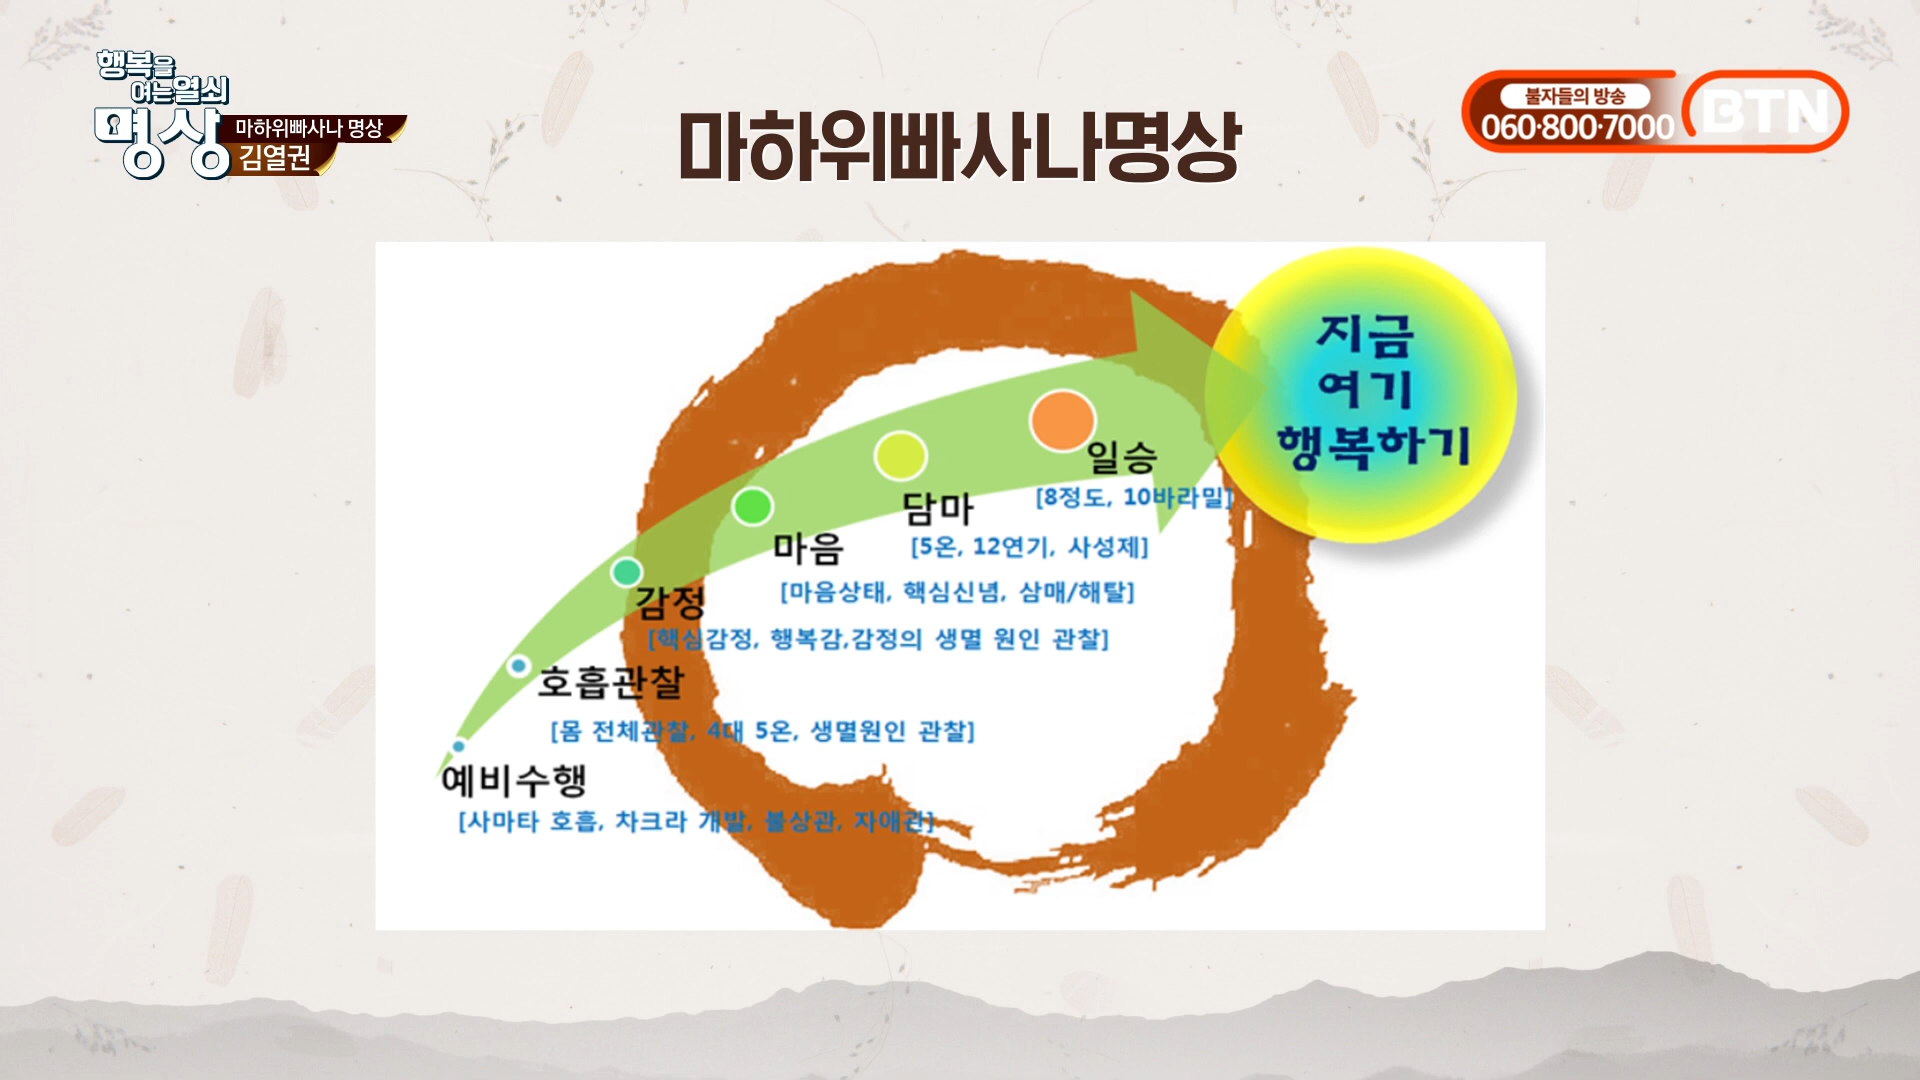 행복을
여는열쇠
명상
마하위빠사나 명상
김열권
마하위빠사나명상
불자들의 방송
060·800·7000
BTN
지금
여기
행복하기
일승
[8정도, 10바라밀]
담마
[5온, 12연기, 사성제]
마음
[마음상태, 핵심신념, 삼매/해탈]
감정
[핵심감정, 행복감,감정의 생멸 원인 관찰]
호흡관찰
[몸 전체관찰, 4대 5온, 생멸원인 관찰]
예비수행
[사마타 호흡, 차크라 개발, 불상관, 자애관]